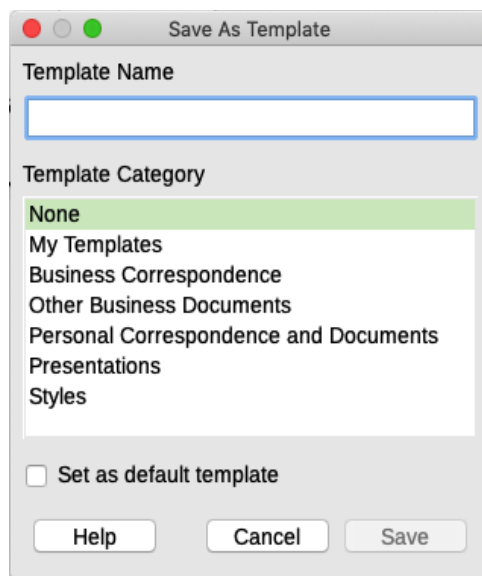 Save As Template
Template Name
Template Category
None
My Templates
Business Correspondence
Other Business Documents
Personal Correspondence and Documents
Presentations
Styles
Set as default template
Help Cancel Save